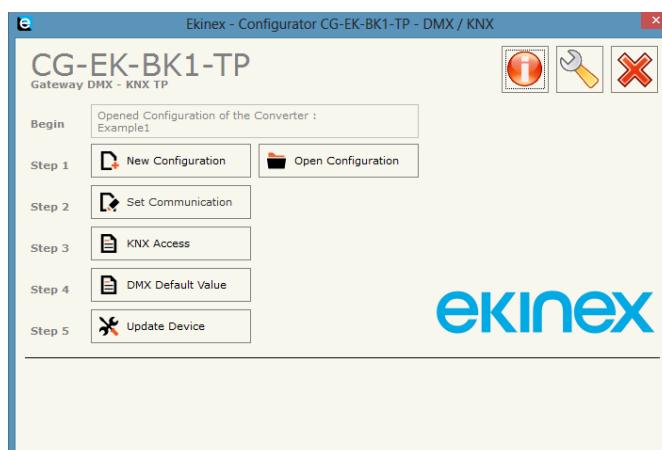 Ekinex - Configurator CG-EK-BK1-TP - DMX / KNX
CG-EK-BK1-TP
Gateway DMX - KNX TP
Begin
Opened Configuration of the Converter :
Example1
Step 1
New Configuration
Open Configuration
Step 2
Set Communication
Step 3
KNX Access
Step 4
DMX Default Value
Step 5
Update Device
ekinex